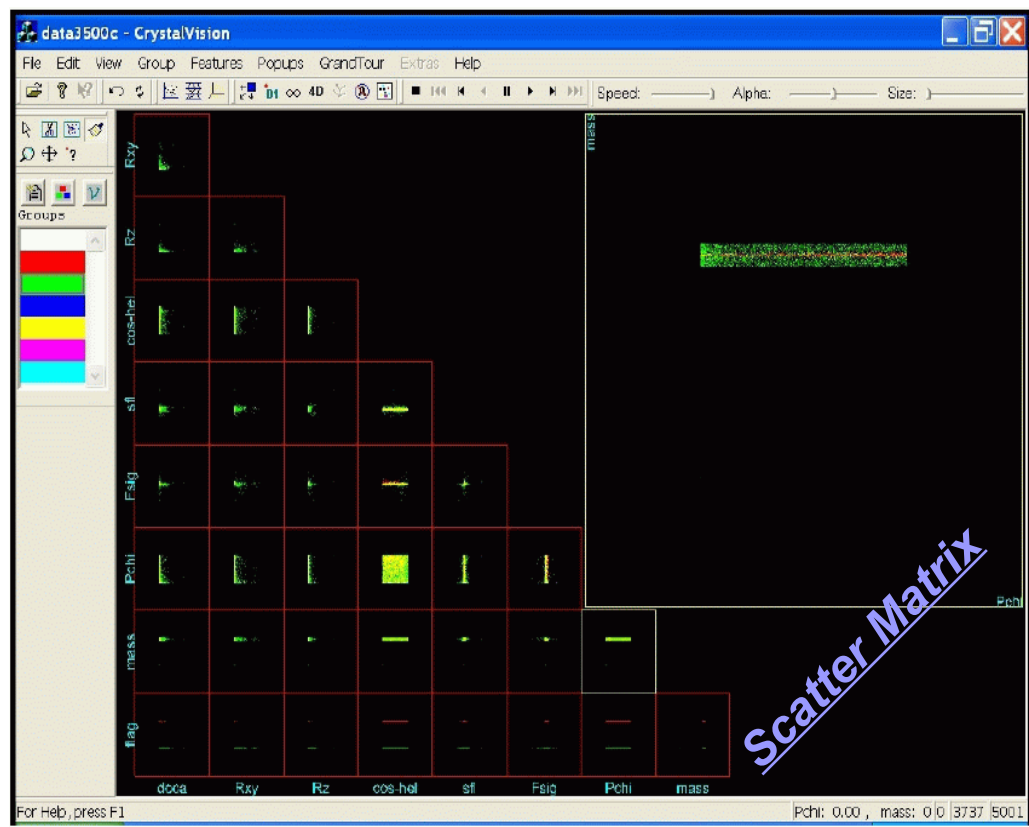 data3500c - CrystalVision
File Edit View Group Features Popups GrandTour Extras Help
D1 4D Speed: Alpha: Size:
Groups
mass
Rxy
Rz
cos-hel
sfl
Fsig
Pchi
Pchi
mass
flag
doca Rxy Rz cos-hel sfl Fsig Pchi mass
Scatter Matrix
For Help, press F1
Pchi: 0.00 , mass: 0 0 3737 5001